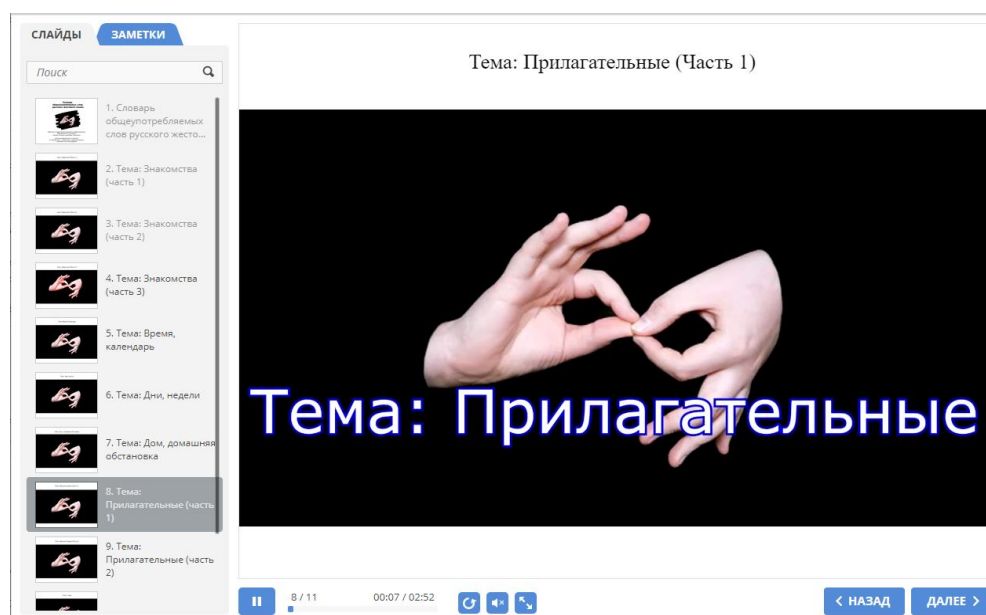 СЛАЙДЫ
ЗАМЕТКИ
Поиск
1. Словарь
общеупотребляемых
слов русского жесто...
2. Тема: Знакомства
(часть 1)
3. Тема: Знакомства
(часть 2)
4. Тема: Знакомства
(часть 3)
5. Тема: Время,
календарь
6. Тема: Дни, недели
7. Тема: Дом, домашняя
обстановка
8. Тема:
Прилагательные (часть
1)
9. Тема:
Прилагательные (часть
2)
Тема: Прилагательные (Часть 1)
Тема: Прилагательные
8 / 11
00:07 / 02:52
НАЗАД
ДАЛЕЕ